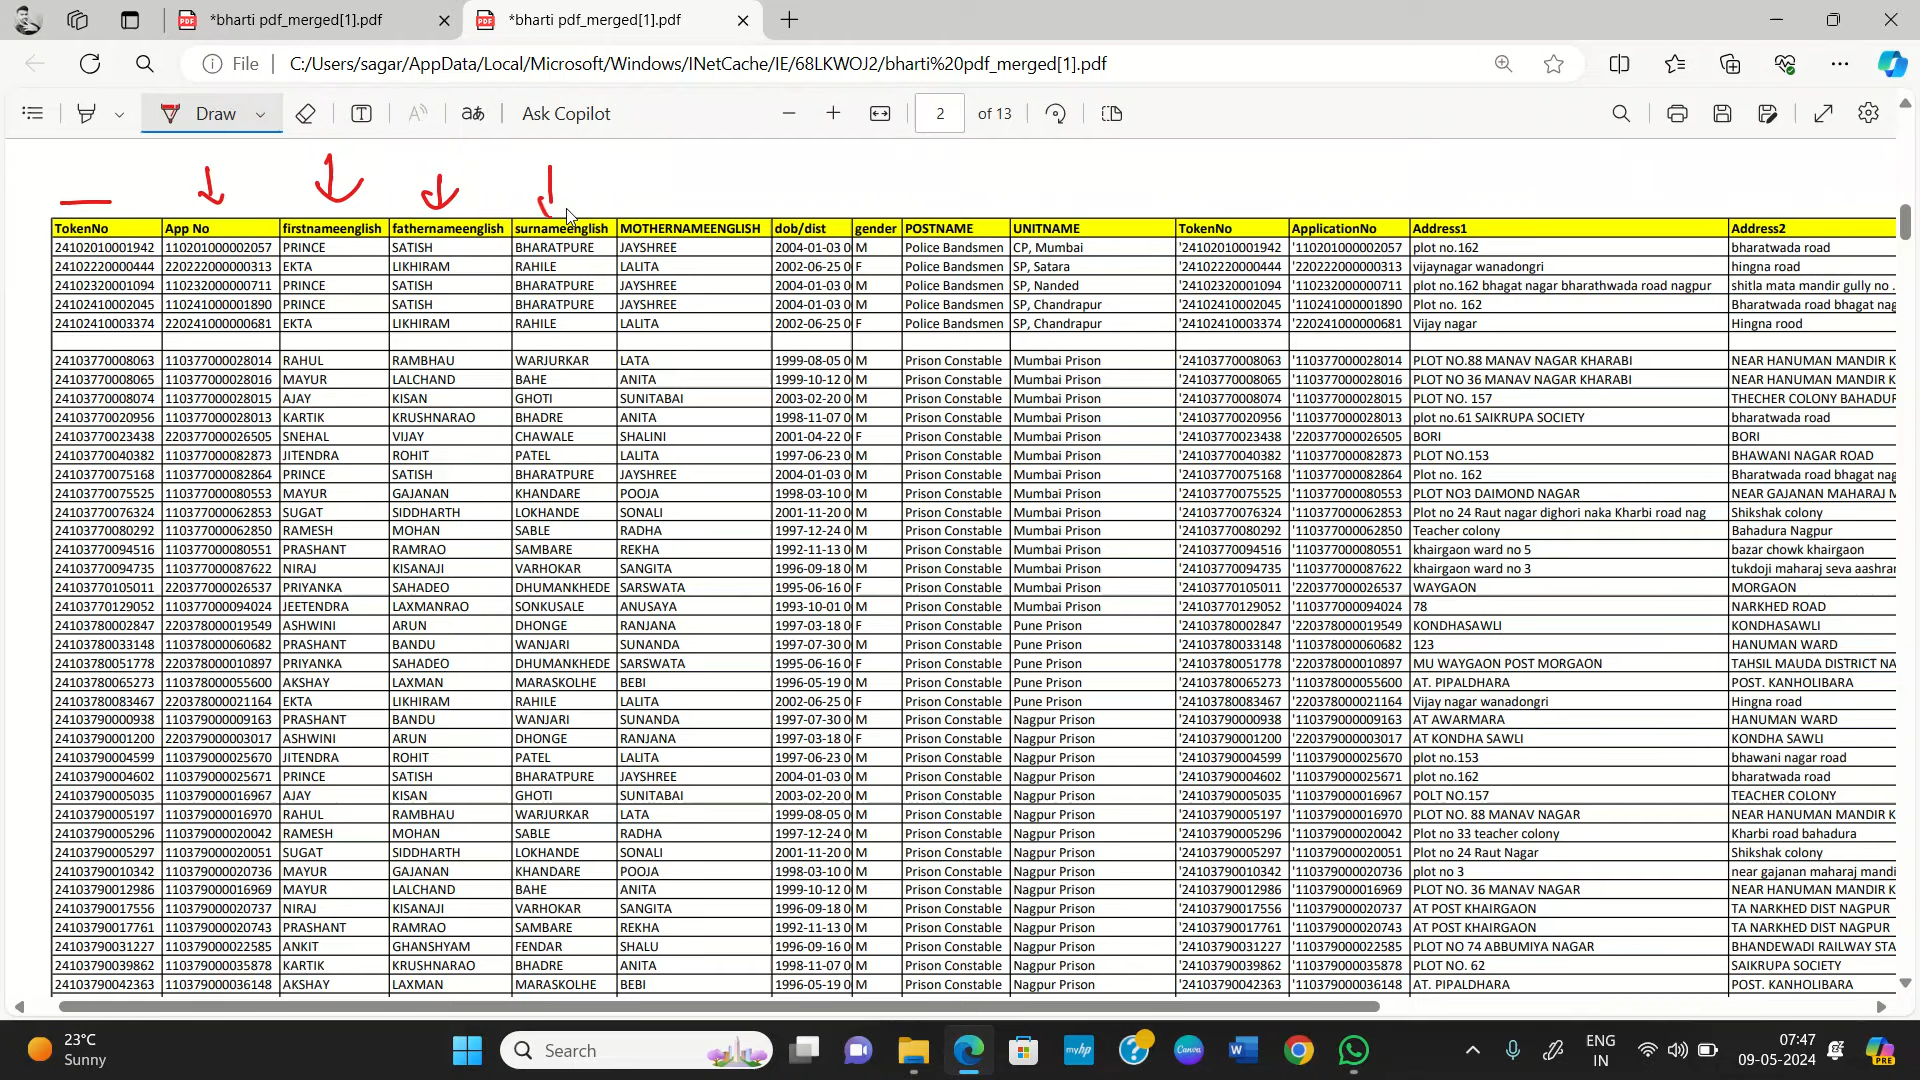 *bharti pdf_merged[1].pdf *bharti pdf_merged[1].pdf
File C:/Users/sagar/AppData/Local/Microsoft/Windows/INetCache/IE/68LKWOJ2/bharti%20pdf_merged[1].pdf
Draw Ask Copilot 2 of 13
TokenNo App No firstnameenglish fathernameenglish surnameenglish MOTHERNAMEENGLISH dob/dist gender POSTNAME UNITNAME TokenNo ApplicationNo Address1 Address2
24102010001942 110201000002057 PRINCE SATISH BHARATPURE JAYSHREE 2004-01-03 0 M Police Bandsmen CP, Mumbai '24102010001942 '110201000002057 plot no.162 bharatwada road
24102220000444 220222000000313 EKTA LIKHIRAM RAHILE LALITA 2002-06-25 0 F Police Bandsmen SP, Satara '24102220000444 '220222000000313 vijaynagar wanadongri hingna road
24102320001094 110232000000711 PRINCE SATISH BHARATPURE JAYSHREE 2004-01-03 0 M Police Bandsmen SP, Nanded '24102320001094 '110232000000711 plot no.162 bhagat nagar bharathwada road nagpur shitla mata mandir gully no .
24102410002045 110241000001890 PRINCE SATISH BHARATPURE JAYSHREE 2004-01-03 0 M Police Bandsmen SP, Chandrapur '24102410002045 '110241000001890 Plot no. 162 Bharatwada road bhagat nag
24102410003374 220241000000681 EKTA LIKHIRAM RAHILE LALITA 2002-06-25 0 F Police Bandsmen SP, Chandrapur '24102410003374 '220241000000681 Vijay nagar Hingna rood
24103770008063 110377000028014 RAHUL RAMBHAU WARJURKAR LATA 1999-08-05 0 M Prison Constable Mumbai Prison '24103770008063 '110377000028014 PLOT NO.88 MANAV NAGAR KHARABI NEAR HANUMAN MANDIR K
24103770008065 110377000028016 MAYUR LALCHAND BAHE ANITA 1999-10-12 0 M Prison Constable Mumbai Prison '24103770008065 '110377000028016 PLOT NO 36 MANAV NAGAR KHARABI NEAR HANUMAN MANDIR K
24103770008074 110377000028015 AJAY KISAN GHOTI SUNITABAI 2003-02-20 0 M Prison Constable Mumbai Prison '24103770008074 '110377000028015 PLOT NO. 157 THECHER COLONY BAHADUR
24103770020956 110377000028013 KARTIK KRUSHNARAO BHADRE ANITA 1998-11-07 0 M Prison Constable Mumbai Prison '24103770020956 '110377000028013 plot no.61 SAIKRUPA SOCIETY bharatwada road
24103770023438 220377000026505 SNEHAL VIJAY CHAWALE SHALINI 2001-04-22 0 F Prison Constable Mumbai Prison '24103770023438 '220377000026505 BORI BORI
24103770040382 110377000082873 JITENDRA ROHIT PATEL LALITA 1997-06-23 0 M Prison Constable Mumbai Prison '24103770040382 '110377000082873 PLOT NO.153 BHAWANI NAGAR ROAD
24103770075168 110377000082864 PRINCE SATISH BHARATPURE JAYSHREE 2004-01-03 0 M Prison Constable Mumbai Prison '24103770075168 '110377000082864 Plot no. 162 Bharatwada road bhagat nag
24103770075525 110377000080553 MAYUR GAJANAN KHANDARE POOJA 1998-03-10 0 M Prison Constable Mumbai Prison '24103770075525 '110377000080553 PLOT NO3 DAIMOND NAGAR NEAR GAJANAN MAHARAJ M
24103770076324 110377000062853 SUGAT SIDDHARTH LOKHANDE SONALI 2001-11-20 0 M Prison Constable Mumbai Prison '24103770076324 '110377000062853 Plot no 24 Raut nagar dighori naka Kharbi road nag Shikshak colony
24103770080292 110377000062850 RAMESH MOHAN SABLE RADHA 1997-12-24 0 M Prison Constable Mumbai Prison '24103770080292 '110377000062850 Teacher colony Bahadura Nagpur
24103770094516 110377000080551 PRASHANT RAMRAO SAMBARE REKHA 1992-11-13 0 M Prison Constable Mumbai Prison '24103770094516 '110377000080551 khairgaon ward no 5 bazar chowk khairgaon
24103770094735 110377000087622 NIRAJ KISANAJI VARHOKAR SANGITA 1996-09-18 0 M Prison Constable Mumbai Prison '24103770094735 '110377000087622 khairgaon ward no 3 tukdoji maharaj seva aashran
24103770105011 220377000026537 PRIYANKA SAHADEO DHUMANKHEDE SARSWATA 1995-06-16 0 F Prison Constable Mumbai Prison '24103770105011 '220377000026537 WAYGAON MORGAON
24103770129052 110377000094024 JEETENDRA LAXMANRAO SONKUSALE ANUSAYA 1993-10-01 0 M Prison Constable Mumbai Prison '24103770129052 '110377000094024 78 NARKHED ROAD
24103780002847 220378000019549 ASHWINI ARUN DHONGE RANJANA 1997-03-18 0 F Prison Constable Pune Prison '24103780002847 '220378000019549 KONDHASAWLI KONDHASAWLI
24103780033148 110378000060682 PRASHANT BANDU WANJARI SUNANDA 1997-07-30 0 M Prison Constable Pune Prison '24103780033148 '110378000060682 123 HANUMAN WARD
24103780051778 220378000010897 PRIYANKA SAHADEO DHUMANKHEDE SARSWATA 1995-06-16 0 F Prison Constable Pune Prison '24103780051778 '220378000010897 MU WAYGAON POST MORGAON TAHSIL MAUDA DISTRICT NA
24103780065273 110378000055600 AKSHAY LAXMAN MARASKOLHE BEBI 1996-05-19 0 M Prison Constable Pune Prison '24103780065273 '110378000055600 AT. PIPALDHARA POST. KANHOLIBARA
24103780083467 220378000021164 EKTA LIKHIRAM RAHILE LALITA 2002-06-25 0 F Prison Constable Pune Prison '24103780083467 '220378000021164 Vijay nagar wanadongri Hingna road
24103790000938 110379000009163 PRASHANT BANDU WANJARI SUNANDA 1997-07-30 0 M Prison Constable Nagpur Prison '24103790000938 '110379000009163 AT AWARMARA HANUMAN WARD
24103790001200 220379000003017 ASHWINI ARUN DHONGE RANJANA 1997-03-18 0 F Prison Constable Nagpur Prison '24103790001200 '220379000003017 AT KONDHA SAWLI KONDHA SAWLI
24103790004599 110379000025670 JITENDRA ROHIT PATEL LALITA 1997-06-23 0 M Prison Constable Nagpur Prison '24103790004599 '110379000025670 plot no.153 bhawani nagar road
24103790004602 110379000025671 PRINCE SATISH BHARATPURE JAYSHREE 2004-01-03 0 M Prison Constable Nagpur Prison '24103790004602 '110379000025671 plot no.162 bharatwada road
24103790005035 110379000016967 AJAY KISAN GHOTI SUNITABAI 2003-02-20 0 M Prison Constable Nagpur Prison '24103790005035 '110379000016967 POLT NO.157 TEACHER COLONY
24103790005197 110379000016970 RAHUL RAMBHAU WARJURKAR LATA 1999-08-05 0 M Prison Constable Nagpur Prison '24103790005197 '110379000016970 PLOT NO. 88 MANAV NAGAR NEAR HANUMAN MANDIR K
24103790005296 110379000020042 RAMESH MOHAN SABLE RADHA 1997-12-24 0 M Prison Constable Nagpur Prison '24103790005296 '110379000020042 Plot no 33 teacher colony Kharbi road bahadura
24103790005297 110379000020051 SUGAT SIDDHARTH LOKHANDE SONALI 2001-11-20 0 M Prison Constable Nagpur Prison '24103790005297 '110379000020051 Plot no 24 Raut Nagar Shikshak colony
24103790010342 110379000020736 MAYUR GAJANAN KHANDARE POOJA 1998-03-10 0 M Prison Constable Nagpur Prison '24103790010342 '110379000020736 plot no 3 near gajanan maharaj mandi
24103790012986 110379000016969 MAYUR LALCHAND BAHE ANITA 1999-10-12 0 M Prison Constable Nagpur Prison '24103790012986 '110379000016969 PLOT NO. 36 MANAV NAGAR NEAR HANUMAN MANDIR K
24103790017556 110379000020737 NIRAJ KISANAJI VARHOKAR SANGITA 1996-09-18 0 M Prison Constable Nagpur Prison '24103790017556 '110379000020737 AT POST KHAIRGAON TA NARKHED DIST NAGPUR
24103790017761 110379000020743 PRASHANT RAMRAO SAMBARE REKHA 1992-11-13 0 M Prison Constable Nagpur Prison '24103790017761 '110379000020743 AT POST KHAIRGAON TA NARKHED DIST NAGPUR
24103790031227 110379000022585 ANKIT GHANSHYAM FENDAR SHALU 1996-09-16 0 M Prison Constable Nagpur Prison '24103790031227 '110379000022585 PLOT NO 74 ABBUMIYA NAGAR BHANDEWADI RAILWAY STA
24103790039862 110379000035878 KARTIK KRUSHNARAO BHADRE ANITA 1998-11-07 0 M Prison Constable Nagpur Prison '24103790039862 '110379000035878 PLOT NO. 62 SAIKRUPA SOCIETY
24103790042363 110379000036148 AKSHAY LAXMAN MARASKOLHE BEBI 1996-05-19 0 M Prison Constable Nagpur Prison '24103790042363 '110379000036148 AT. PIPALDHARA POST. KANHOLIBARA
23°C
Sunny
Search
ENG
IN
07:47
09-05-2024